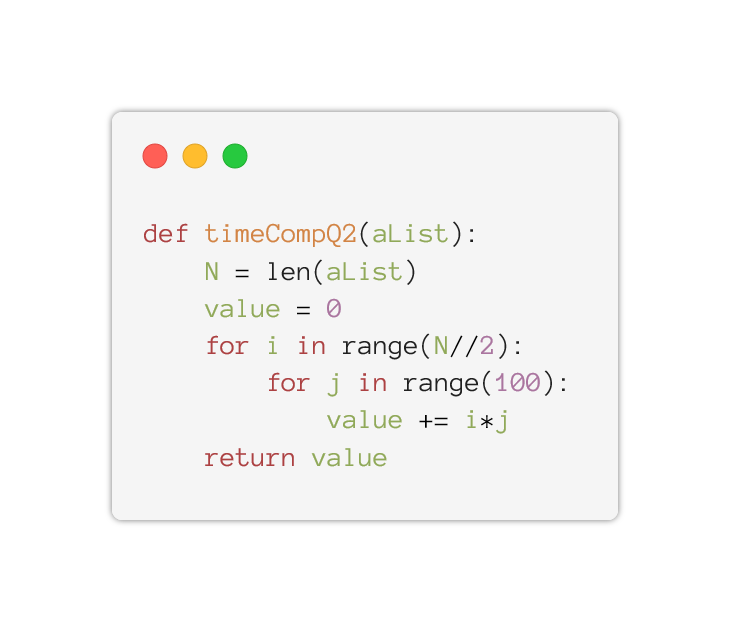 def timeCompQ2(aList):
    N = len(aList)
    value = 0
    for i in range(N//2):
        for j in range(100):
            value += i*j
    return value